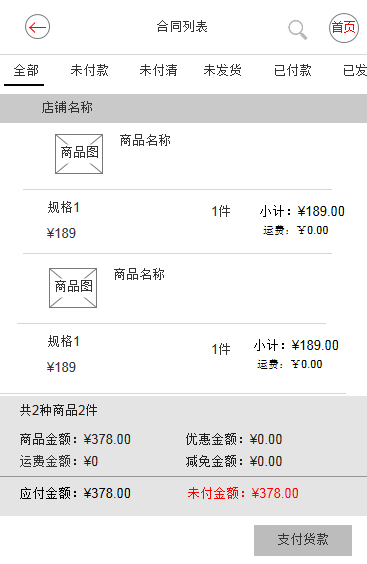 合同列表 首页
全部 未付款 未付清 未发货 已付款 已发
店铺名称
商品图 商品名称
规格1 1件 小计：¥189.00
¥189 运费：¥0.00
商品图 商品名称
规格1 1件 小计：¥189.00
¥189 运费：¥0.00
共2种商品2件
商品金额：¥378.00 优惠金额：¥0.00
运费金额：¥0 减免金额：¥0.00
应付金额：¥378.00 未付金额：¥378.00
支付货款